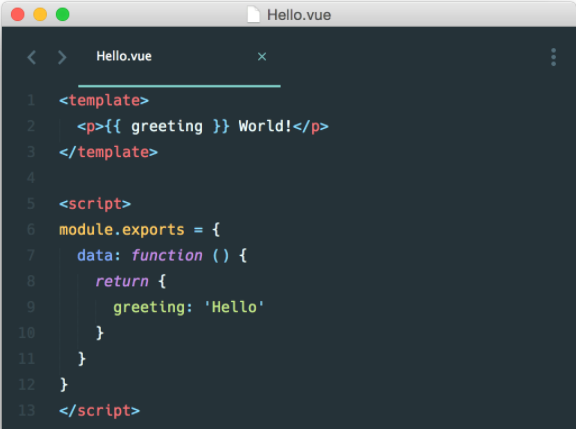 Hello.vue
Hello.vue ×
1 <template>
2   <p>{{ greeting }} World!</p>
3 </template>
4
5 <script>
6 module.exports = {
7   data: function () {
8     return {
9       greeting: 'Hello'
10     }
11   }
12 }
13 </script>